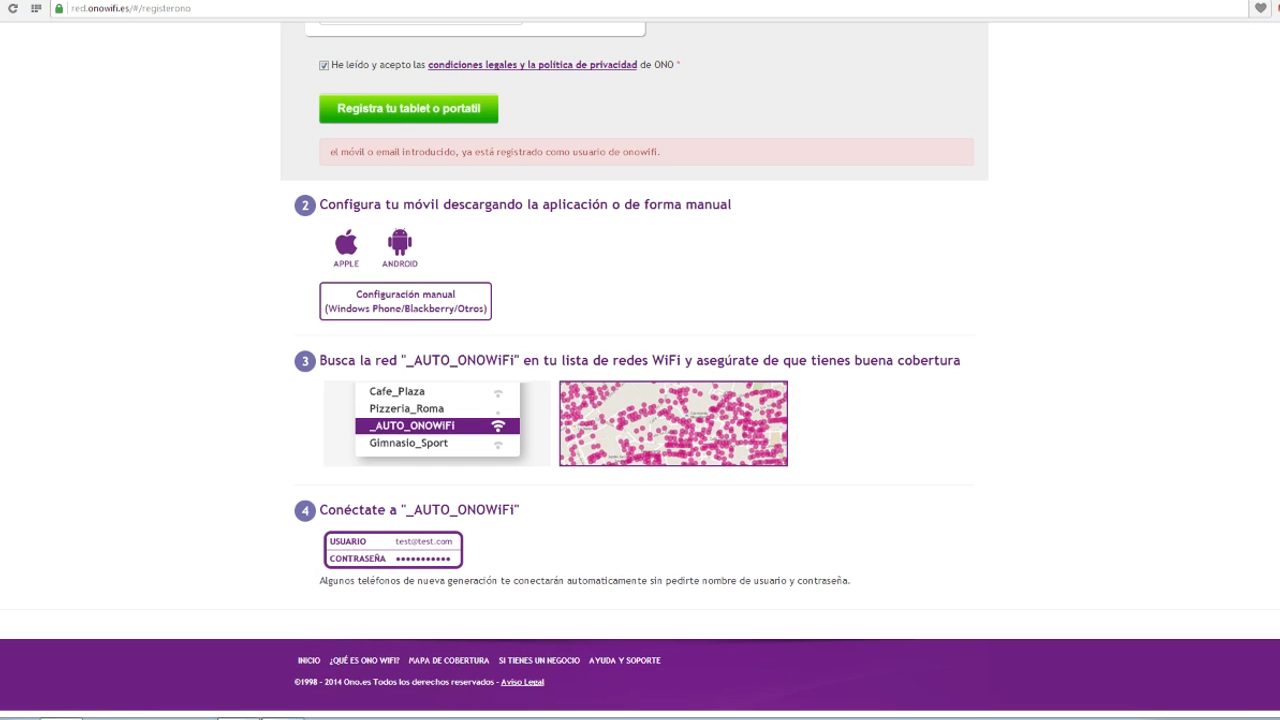 red.onowifi.es/#/registerono
He leído y acepto las condiciones legales y la política de privacidad de ONO *
Registra tu tablet o portatil
el móvil o email introducido, ya está registrado como usuario de onowifi.
2 Configura tu móvil descargando la aplicación o de forma manual
APPLE ANDROID
Configuración manual
(Windows Phone/Blackberry/Otros)
3 Busca la red "_AUTO_ONOWiFi" en tu lista de redes WiFi y asegúrate de que tienes buena cobertura
Cafe_Plaza
Pizzeria_Roma
_AUTO_ONOWiFi
Gimnasio_Sport
4 Conéctate a "_AUTO_ONOWiFi"
USUARIO test@test.com
CONTRASEÑA •••••••••••
Algunos teléfonos de nueva generación te conectarán automaticamente sin pedirte nombre de usuario y contraseña.
INICIO ¿QUÉ ES ONO WIFI? MAPA DE COBERTURA SI TIENES UN NEGOCIO AYUDA Y SOPORTE
©1998 - 2014 Ono.es Todos los derechos reservados - Aviso Legal